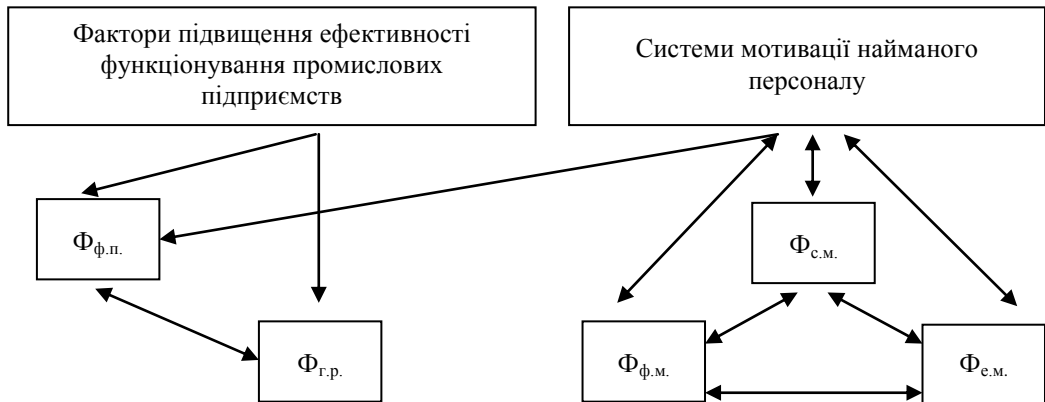 Фактори підвищення ефективності
функціонування промислових
підприємств
Системи мотивації найманого
персоналу
Фф.п.
Фс.м.
Фг.р.
Фф.м.
Фе.м.